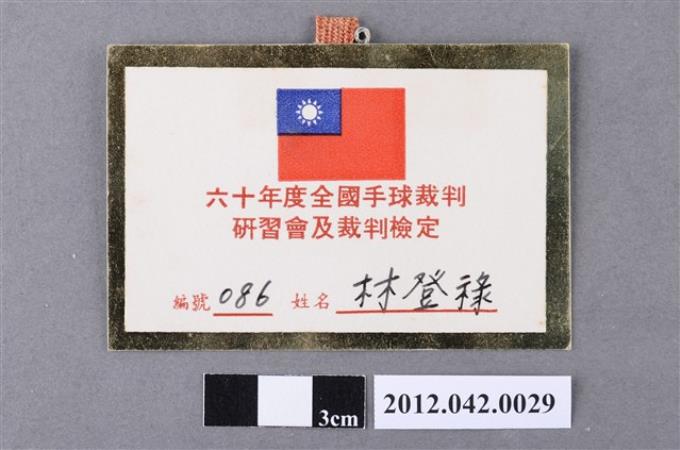 六十年度全國手球裁判
研習會及裁判檢定
編號 086 姓名 林登祿
3cm
2012.042.0029